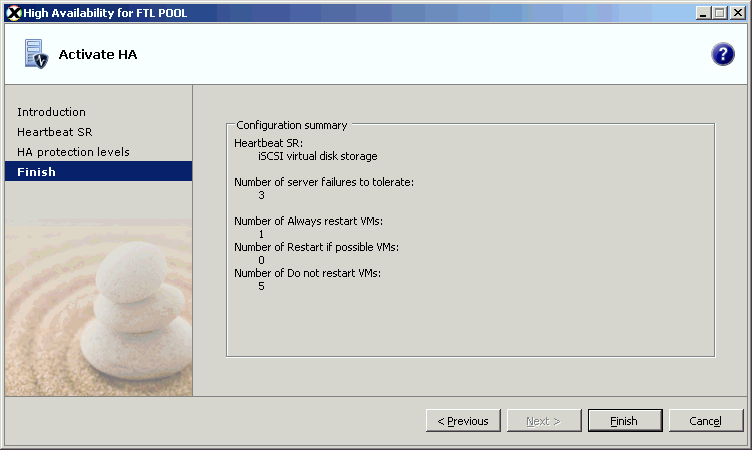 High Availability for FTL POOL
Activate HA
?
Introduction
Heartbeat SR
HA protection levels
Finish
Configuration summary
Heartbeat SR:
iSCSI virtual disk storage
Number of server failures to tolerate:
3
Number of Always restart VMs:
1
Number of Restart if possible VMs:
0
Number of Do not restart VMs:
5
< Previous
Next >
Finish
Cancel